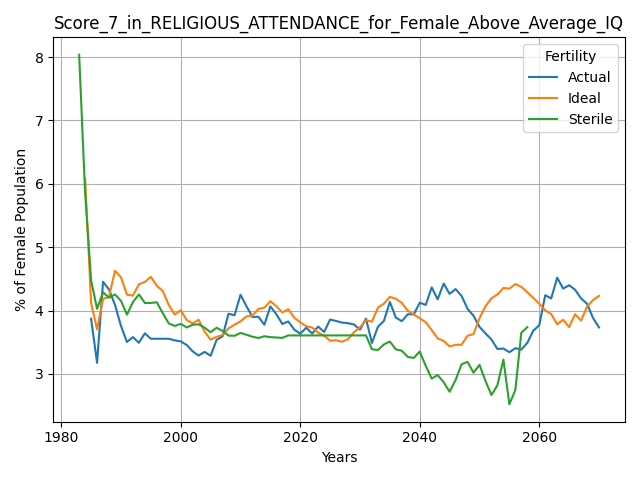 Score_7_in_RELIGIOUS_ATTENDANCE_for_Female_Above_Average_IQ
Fertility
Actual
Ideal
Sterile
% of Female Population
8
7
6
5
4
3
1980
2000
2020
2040
2060
Years